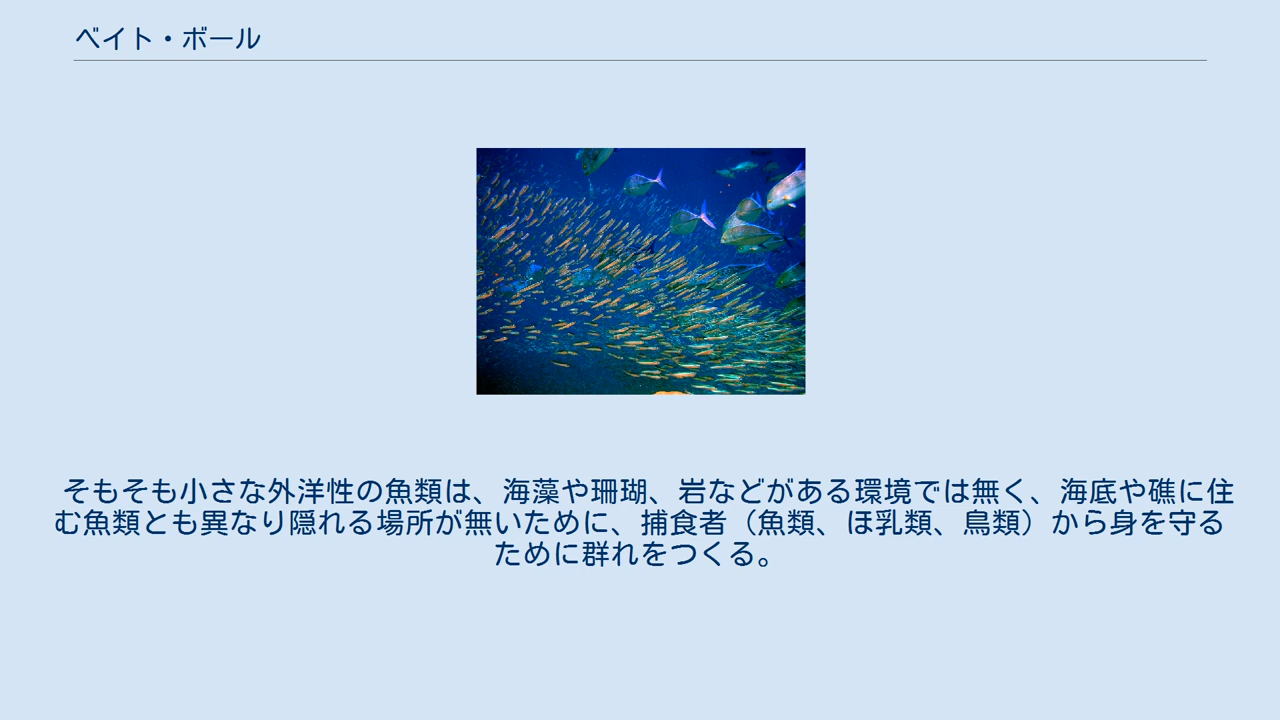 ベイト・ボール
そもそも小さな外洋性の魚類は、海藻や珊瑚、岩などがある環境では無く、海底や礁に住
む魚類とも異なり隠れる場所が無いために、捕食者（魚類、ほ乳類、鳥類）から身を守る
ために群れをつくる。